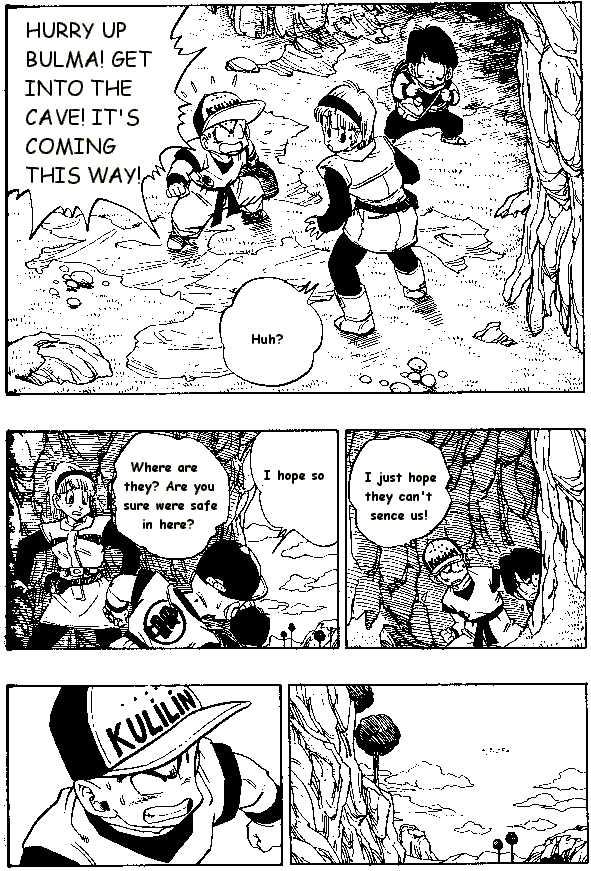 HURRY UP
BULMA! GET
INTO THE
CAVE! IT'S
COMING
THIS WAY!
KULILIN
Huh?
Where are
they? Are you
sure were safe
in here?
I hope so
I just hope
they can't
sence us!
KULILIN